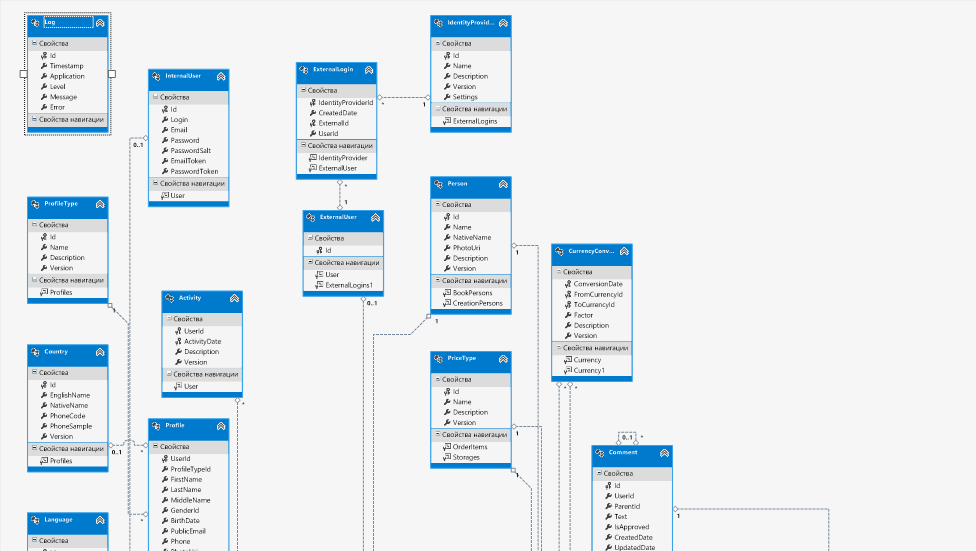 Log
Свойства
Id
Timestamp
Application
Level
Message
Error
Свойства навигации
InternalUser
Свойства
Id
Login
Email
Password
PasswordSalt
EmailToken
PasswordToken
Свойства навигации
User
0..1
ExternalLogin
Свойства
IdentityProviderId
CreatedDate
ExternalId
UserId
Свойства навигации
IdentityProvider
ExternalUser
*
1
*
1
IdentityProvid...
Свойства
Id
Name
Description
Version
Settings
Свойства навигации
ExternalLogins
ProfileType
Свойства
Id
Name
Description
Version
Свойства навигации
Profiles
1
ExternalUser
Свойства
Id
Свойства навигации
User
ExternalLogins1
0..1
Person
Свойства
Id
Name
NativeName
PhotoUri
Description
Version
Свойства навигации
BookPersons
CreationPersons
1
1
CurrencyConv...
Свойства
ConversionDate
FromCurrencyId
ToCurrencyId
Factor
Description
Version
Свойства навигации
Currency
Currency1
*
*
Activity
Свойства
UserId
ActivityDate
Description
Version
Свойства навигации
User
*
Country
Свойства
Id
EnglishName
NativeName
PhoneCode
PhoneSample
Version
Свойства навигации
Profiles
0..1
*
PriceType
Свойства
Id
Name
Description
Version
Свойства навигации
OrderItems
Storages
1
1
Profile
Свойства
UserId
ProfileTypeId
FirstName
LastName
MiddleName
GenderId
BirthDate
PublicEmail
Phone
*
0..1
*
Comment
Свойства
Id
UserId
ParentId
Text
IsApproved
CreatedDate
UpdatedDate
1
Language
Свойства